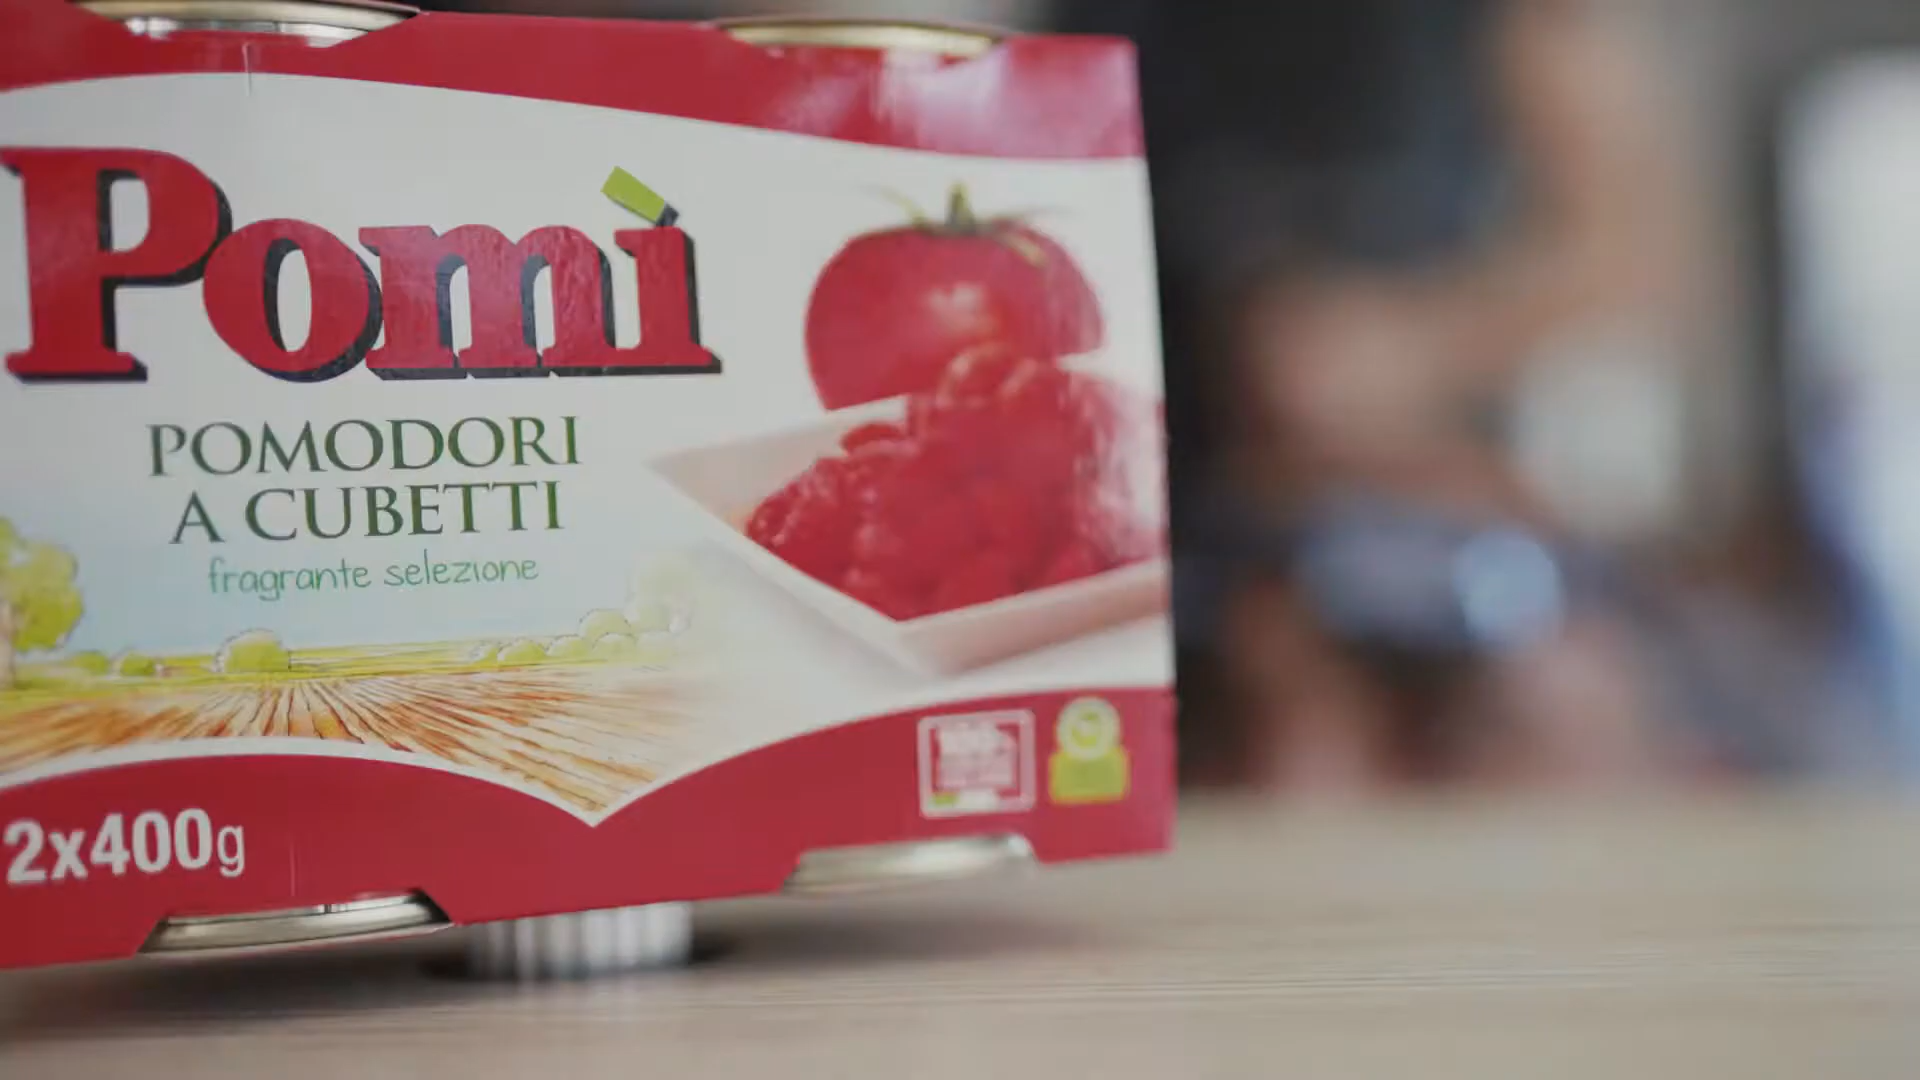 Pomì
POMODORI
A CUBETTI
fragrante selezione
2x400g